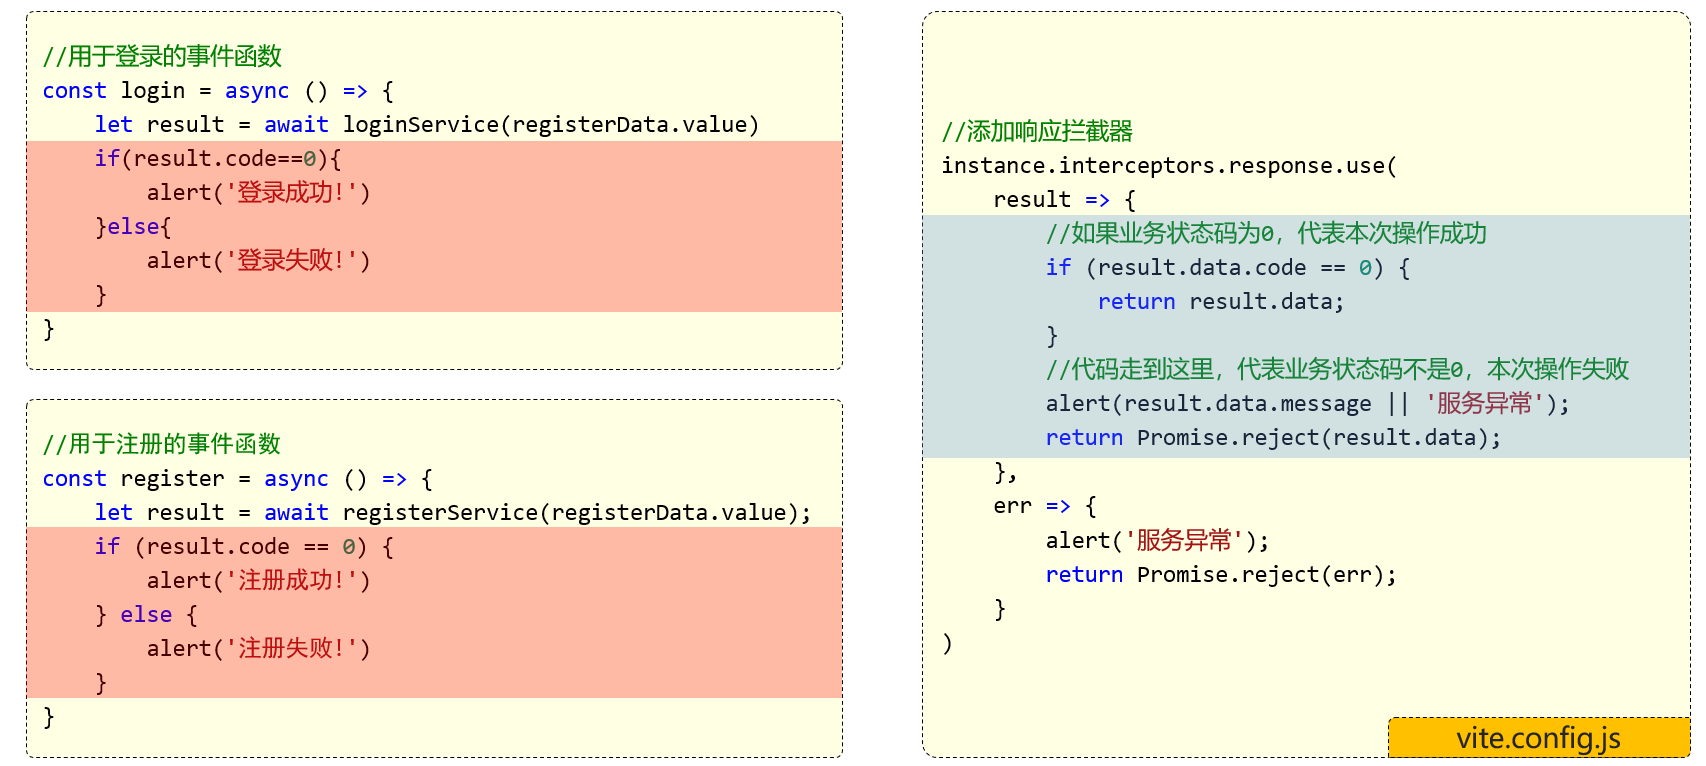 //用于登录的事件函数
const login = async () => {
    let result = await loginService(registerData.value)
    if(result.code==0){
        alert('登录成功!')
    }else{
        alert('登录失败!')
    }
}
//用于注册的事件函数
const register = async () => {
    let result = await registerService(registerData.value);
    if (result.code == 0) {
        alert('注册成功!')
    } else {
        alert('注册失败!')
    }
}
//添加响应拦截器
instance.interceptors.response.use(
    result => {
        //如果业务状态码为0，代表本次操作成功
        if (result.data.code == 0) {
            return result.data;
        }
        //代码走到这里，代表业务状态码不是0，本次操作失败
        alert(result.data.message || '服务异常');
        return Promise.reject(result.data);
    },
    err => {
        alert('服务异常');
        return Promise.reject(err);
    }
)
vite.config.js